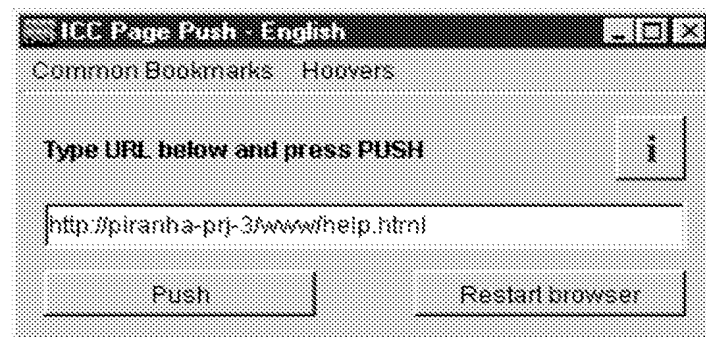 ICC Page Push - English
Common Bookmarks Hoovers
Type URL below and press PUSH
i
http://piranha-prj-3/www/help.html
Push Restart browser